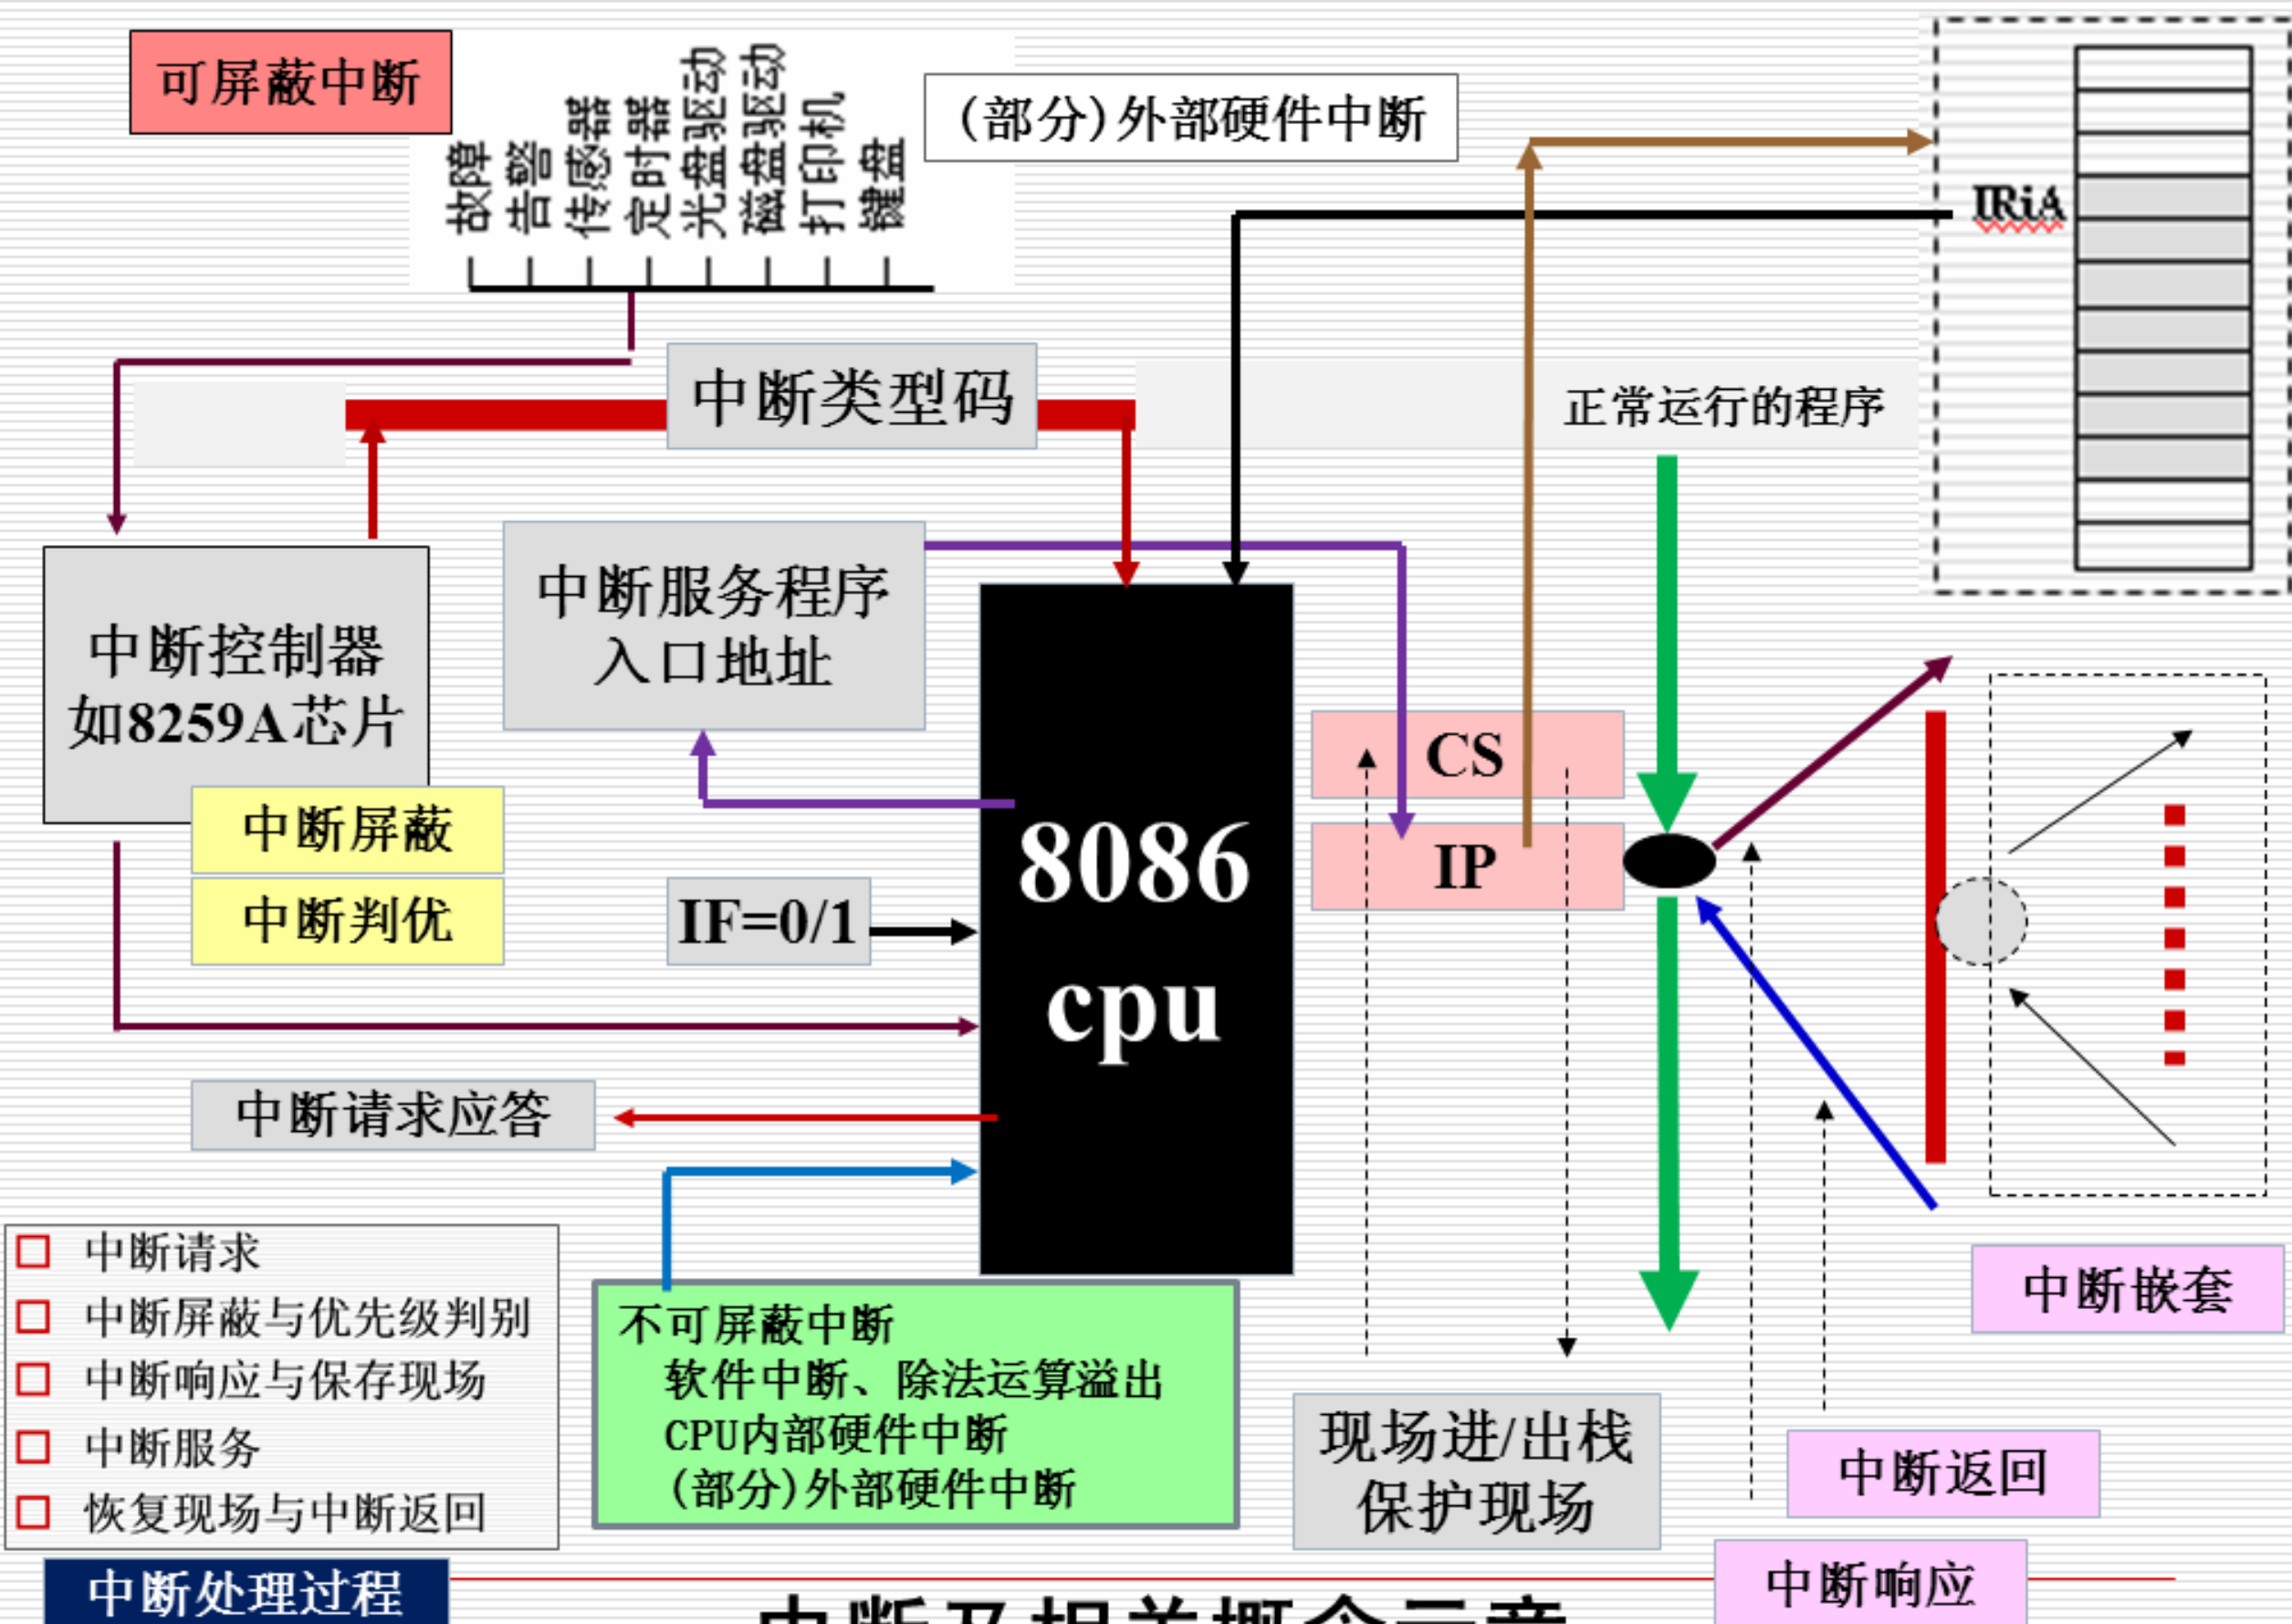 可屏蔽中断
故障
告警
传感器
定时器
光盘驱动
磁盘驱动
打印机
键盘
(部分)外部硬件中断
IRiA
中断类型码
正常运行的程序
中断服务程序
入口地址
中断控制器
如8259A芯片
中断屏蔽
中断判优
IF=0/1
8086
cpu
CS
IP
中断请求应答
中断请求
中断屏蔽与优先级判别
中断响应与保存现场
中断服务
恢复现场与中断返回
中断处理过程
不可屏蔽中断
软件中断、除法运算溢出
CPU内部硬件中断
(部分)外部硬件中断
现场进/出栈
保护现场
中断嵌套
中断返回
中断响应
中断及相关概念示意